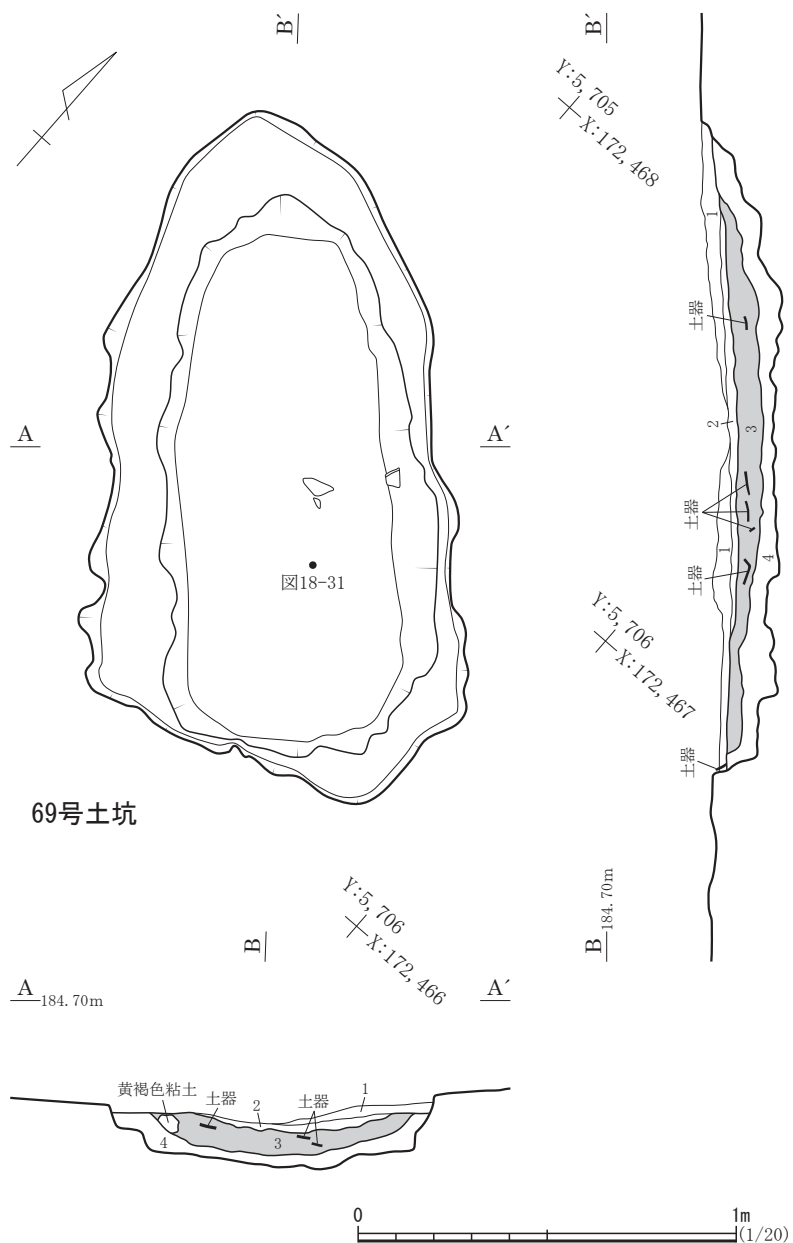 B′
B′
Y:5, 705
X:172, 468
1
土器
A
A′
2
3
土器
1
4
土器
図18-31
Y:5, 706
X:172, 467
土器
69号土坑
B
Y:5, 706
X:172, 466
B 184.70m
A 184.70m
A′
黄褐色粘土
土器
2
土器
1
4
3
0
1m
(1/20)